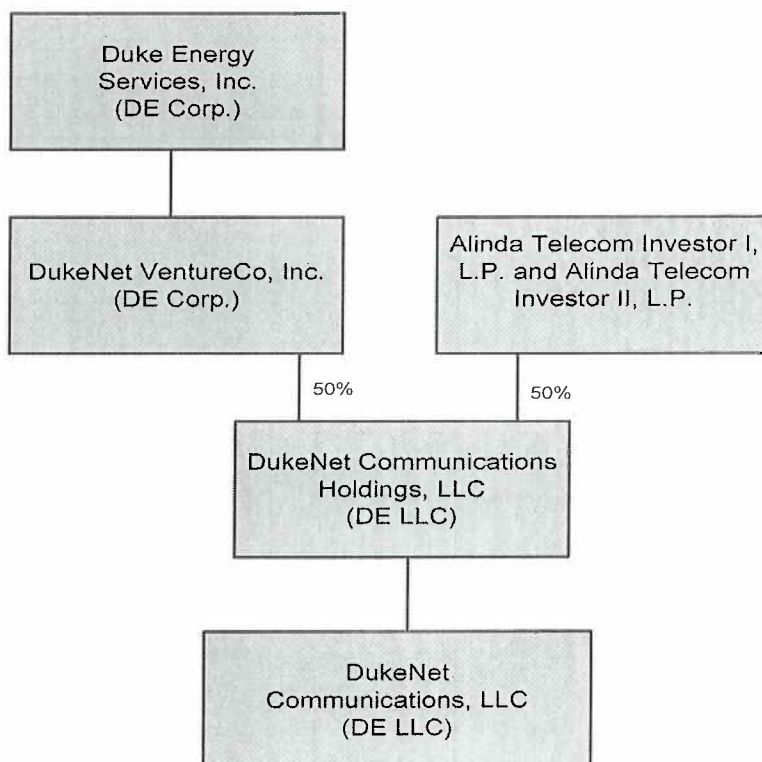 Duke Energy
Services, Inc.
(DE Corp.)
DukeNet VentureCo, Inc.
(DE Corp.)
Alinda Telecom Investor I,
L.P. and Alinda Telecom
Investor II, L.P.
50%
50%
DukeNet Communications
Holdings, LLC
(DE LLC)
DukeNet
Communications, LLC
(DE LLC)